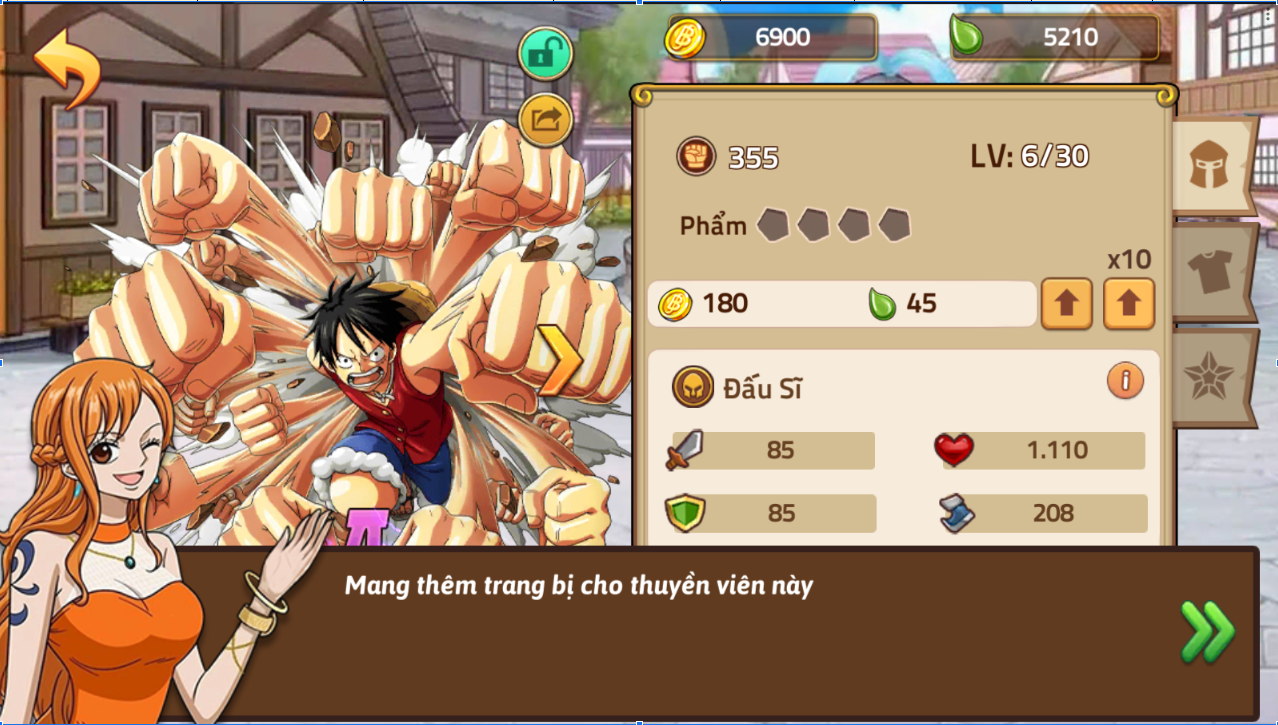 6900
5210
355
LV: 6/30
Phẩm
x10
180
45
Đấu Sĩ
85
1.110
85
208
Mang thêm trang bị cho thuyền viên này